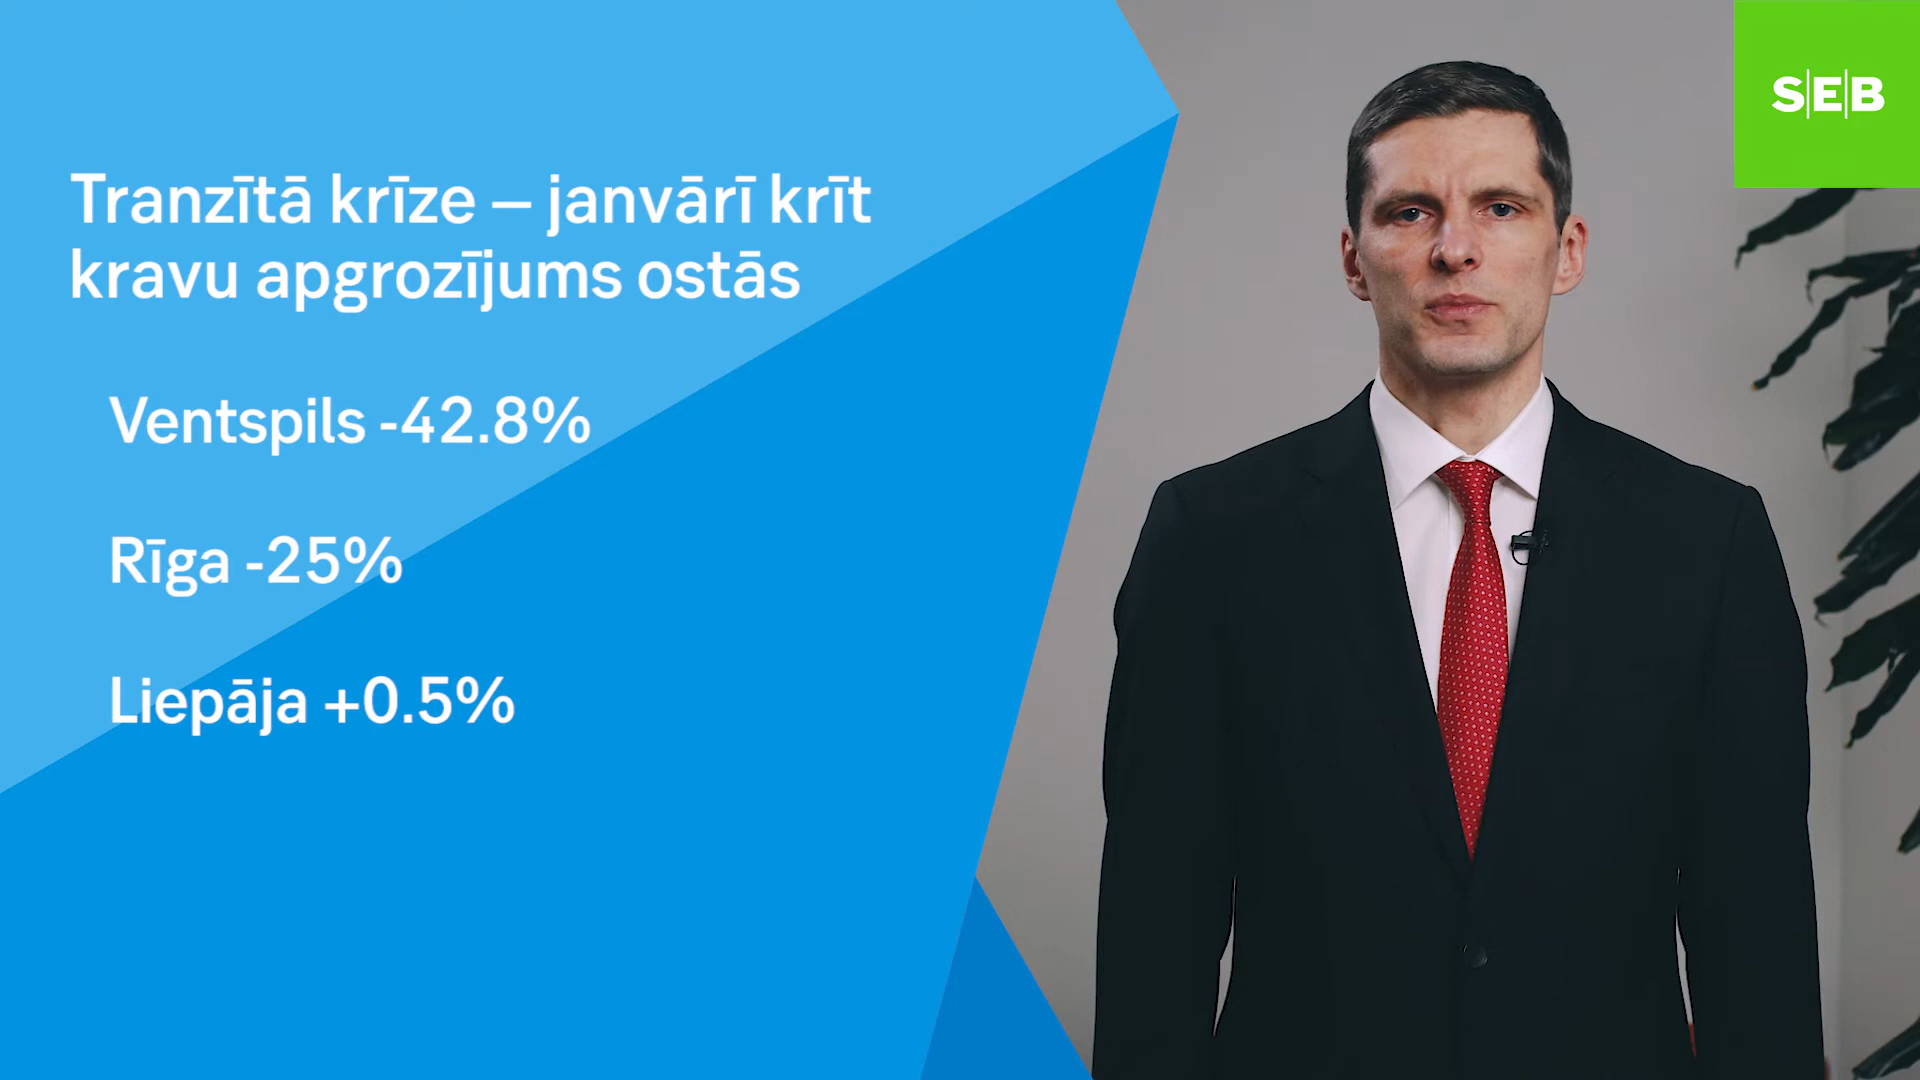 Tranzītā krīze – janvārī krīt
kravu apgrozījums ostās
Ventspils -42.8%
Rīga -25%
Liepāja +0.5%
SEB